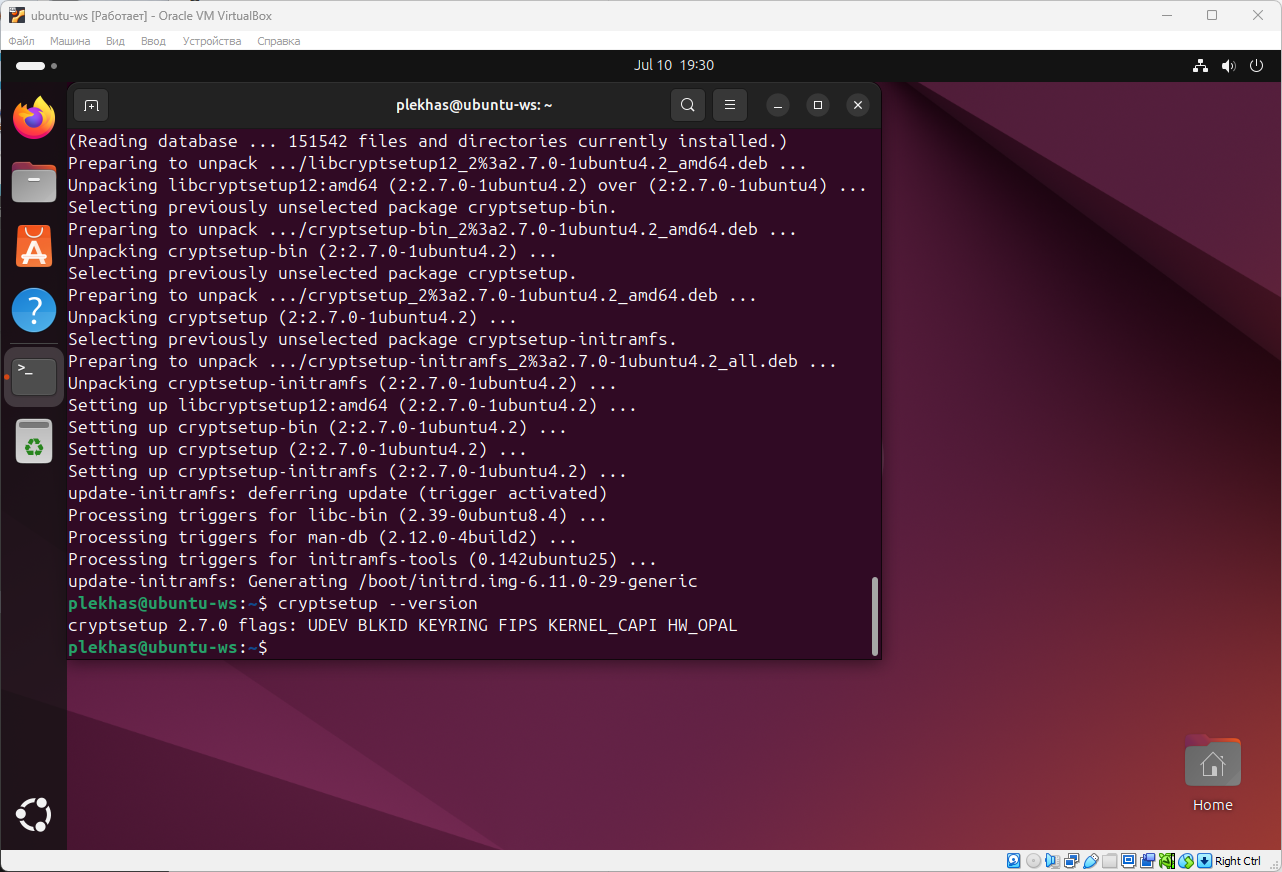 ubuntu-ws [Работает] - Oracle VM VirtualBox
Файл Машина Вид Ввод Устройства Справка
Jul 10 19:30
plekhas@ubuntu-ws: ~
(Reading database ... 151542 files and directories currently installed.)
Preparing to unpack .../libcryptsetup12_2%3a2.7.0-1ubuntu4.2_amd64.deb ...
Unpacking libcryptsetup12:amd64 (2:2.7.0-1ubuntu4.2) over (2:2.7.0-1ubuntu4) ...
Selecting previously unselected package cryptsetup-bin.
Preparing to unpack .../cryptsetup-bin_2%3a2.7.0-1ubuntu4.2_amd64.deb ...
Unpacking cryptsetup-bin (2:2.7.0-1ubuntu4.2) ...
Selecting previously unselected package cryptsetup.
Preparing to unpack .../cryptsetup_2%3a2.7.0-1ubuntu4.2_amd64.deb ...
Unpacking cryptsetup (2:2.7.0-1ubuntu4.2) ...
Selecting previously unselected package cryptsetup-initramfs.
Preparing to unpack .../cryptsetup-initramfs_2%3a2.7.0-1ubuntu4.2_all.deb ...
Unpacking cryptsetup-initramfs (2:2.7.0-1ubuntu4.2) ...
Setting up libcryptsetup12:amd64 (2:2.7.0-1ubuntu4.2) ...
Setting up cryptsetup-bin (2:2.7.0-1ubuntu4.2) ...
Setting up cryptsetup (2:2.7.0-1ubuntu4.2) ...
Setting up cryptsetup-initramfs (2:2.7.0-1ubuntu4.2) ...
update-initramfs: deferring update (trigger activated)
Processing triggers for libc-bin (2.39-0ubuntu8.4) ...
Processing triggers for man-db (2.12.0-4build2) ...
Processing triggers for initramfs-tools (0.142ubuntu25) ...
update-initramfs: Generating /boot/initrd.img-6.11.0-29-generic
plekhas@ubuntu-ws:~$ cryptsetup --version
cryptsetup 2.7.0 flags: UDEV BLKID KEYRING FIPS KERNEL_CAPI HW_OPAL
plekhas@ubuntu-ws:~$
Home
Right Ctrl